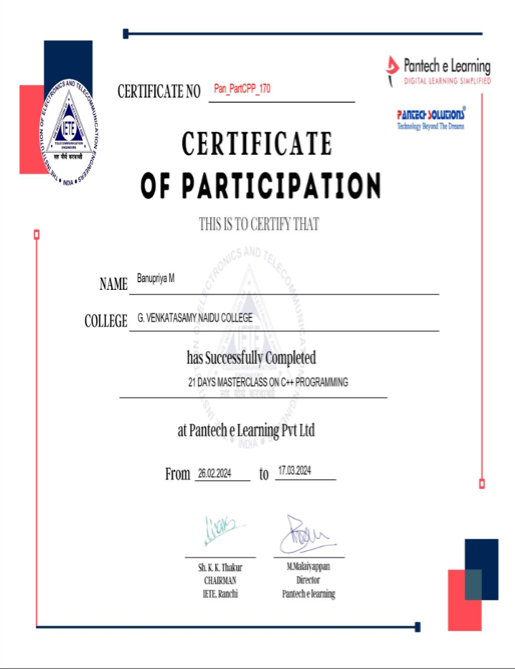 Pantech e Learning
DIGITAL LEARNING SIMPLIFIED
CERTIFICATE NO Pan_PartCPP_170
PANTECH SOLUTIONS
Technology Beyond The Dreams
THE INSTITUTION OF ELECTRONICS AND TELECOMMUNICATION ENGINEERS
IETE
TELECOMMUNICATION
ENGINEERS
INDIA
CERTIFICATE
OF PARTICIPATION
THIS IS TO CERTIFY THAT
NAME Banupriya M
COLLEGE G. VENKATASAMY NAIDU COLLEGE
has Successfully Completed
21 DAYS MASTERCLASS ON C++ PROGRAMMING
at Pantech e Learning Pvt Ltd
From 26.02.2024 to 17.03.2024
Sh. K. K. Thakur
CHAIRMAN
IETE, Ranchi
M.Malaiyappan
Director
Pantech e learning